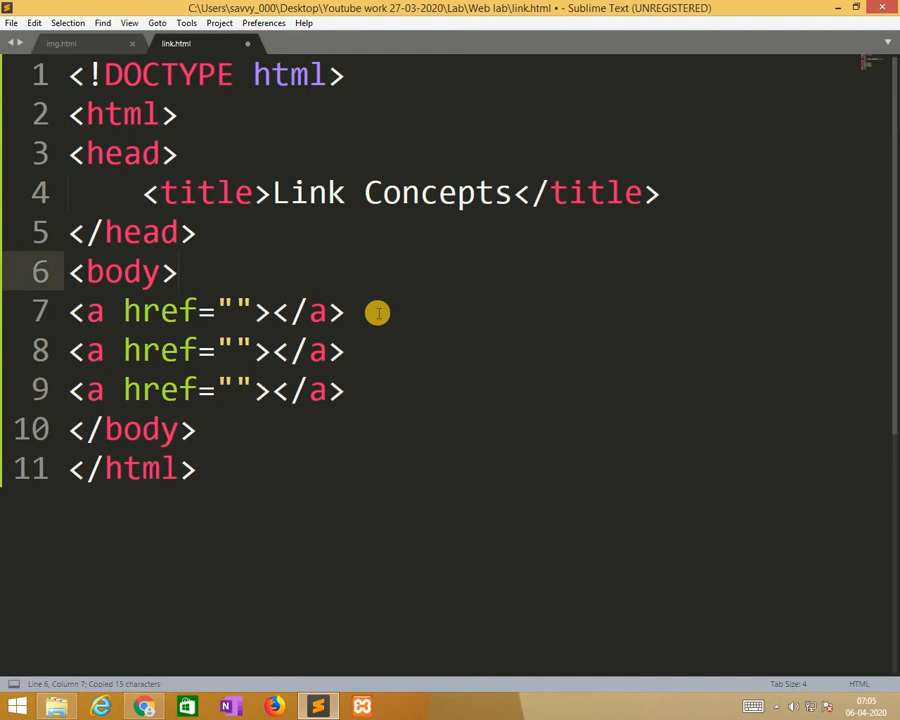 C:\Users\savvy_000\Desktop\Youtube work 27-03-2020\Lab\Web lab\link.html • - Sublime Text (UNREGISTERED)
File Edit Selection Find View Goto Tools Project Preferences Help
img.html link.html
1 <!DOCTYPE html>
2 <html>
3 <head>
4 <title>Link Concepts</title>
5 </head>
6 <body>
7 <a href=""></a>
8 <a href=""></a>
9 <a href=""></a>
10 </body>
11 </html>
Line 6, Column 7; Copied 15 characters Tab Size: 4 HTML
07:05
06-04-2020